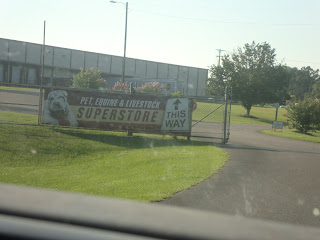 PET, EQUINE & LIVESTOCK
SUPERSTORE
THIS
WAY